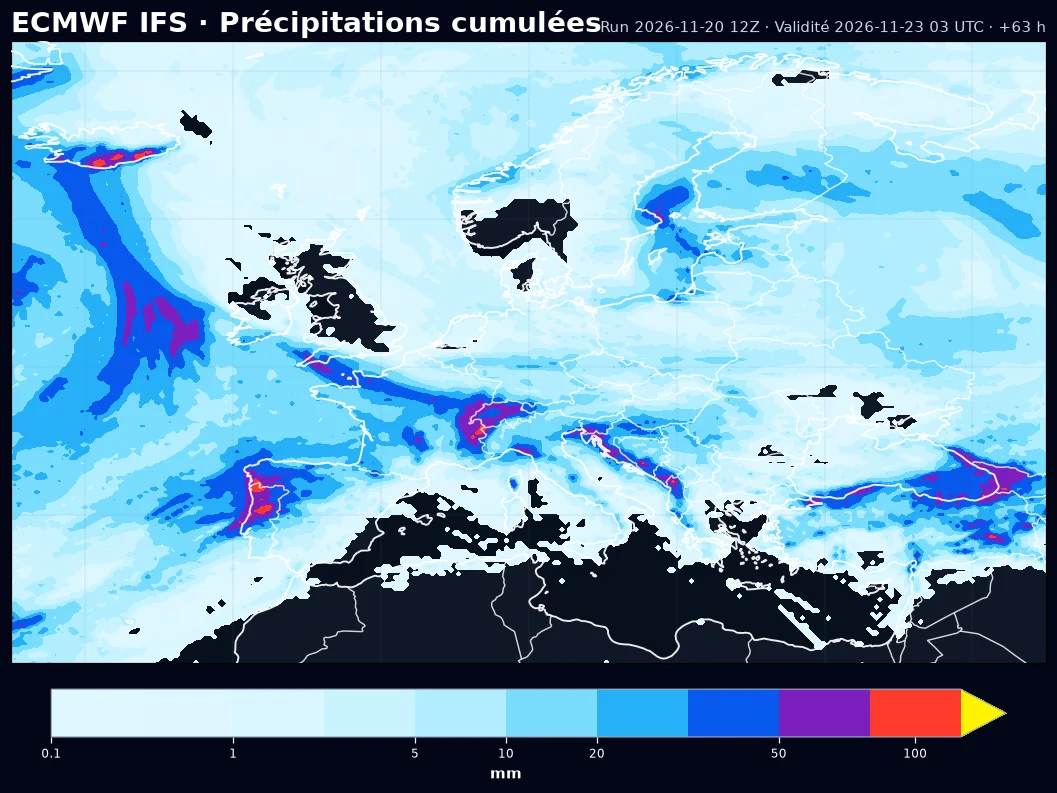 ECMWF IFS · Précipitations cumulées
Run 2026-11-20 12Z · Validité 2026-11-23 03 UTC · +63 h
0.1 1 5 10 20 50 100
mm